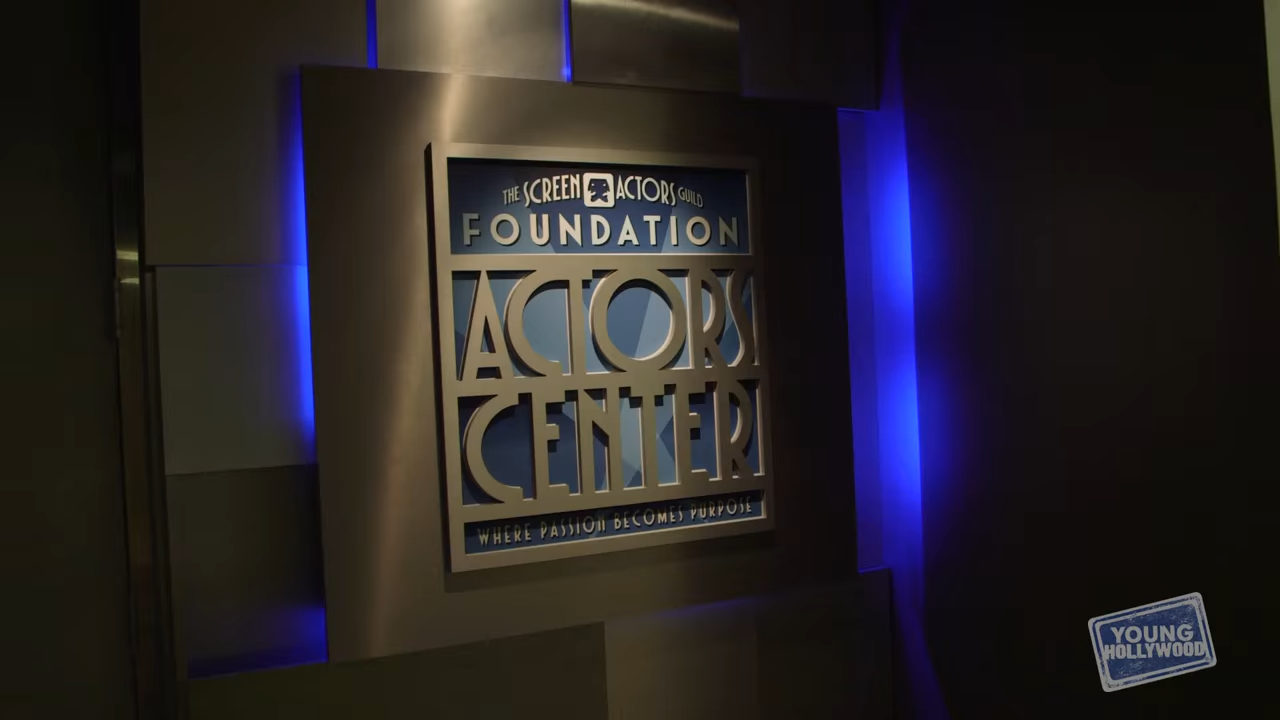 THE SCREEN ACTORS GUILD
FOUNDATION
ACTORS
CENTER
WHERE PASSION BECOMES PURPOSE
YOUNG
HOLLYWOOD